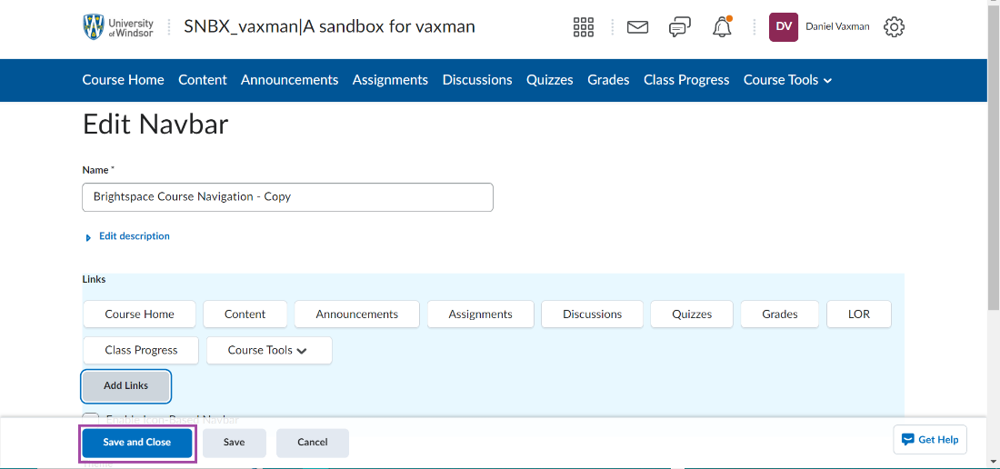 University
of Windsor
SNBX_vaxman|A sandbox for vaxman
DV
Daniel Vaxman
Course Home Content Announcements Assignments Discussions Quizzes Grades Class Progress Course Tools
Edit Navbar
Name *
Brightspace Course Navigation - Copy
Edit description
Links
Course Home Content Announcements Assignments Discussions Quizzes Grades LOR
Class Progress Course Tools
Add Links
Enable Icon-Based Navbar
Save and Close Save Cancel
Get Help
Theme